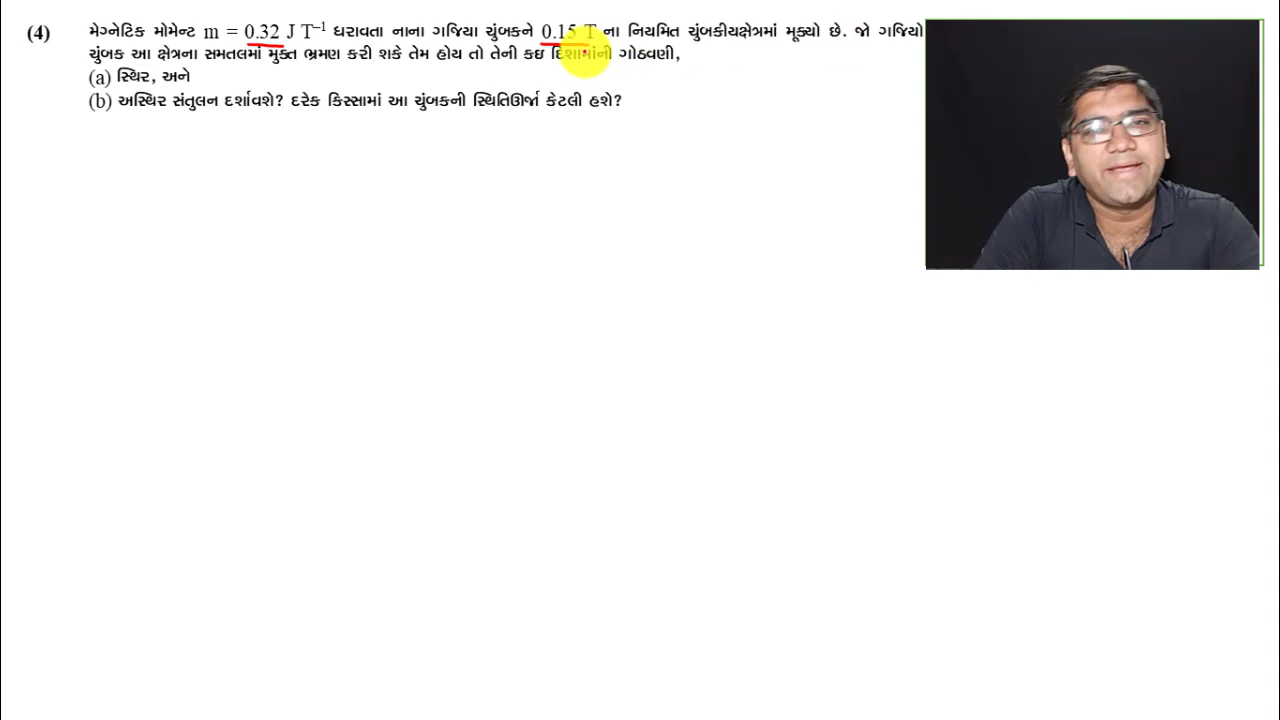 (4) મેગ્નેટિક મોમેન્ટ m = 0.32 J T⁻¹ ધરાવતા નાના ગજિયા ચુંબકને 0.15 T ના નિયમિત ચુંબકીયક્ષેત્રમાં મૂક્યો છે. જો ગજિયો
ચુંબક આ ક્ષેત્રના સમતલમાં મુક્ત ભ્રમણ કરી શકે તેમ હોય તો તેની કઇ દિશામાંની ગોઠવણી,
(a) સ્થિર, અને
(b) અસ્થિર સંતુલન દર્શાવશે? દરેક કિસ્સામાં આ ચુંબકની સ્થિતિઊર્જા કેટલી હશે?